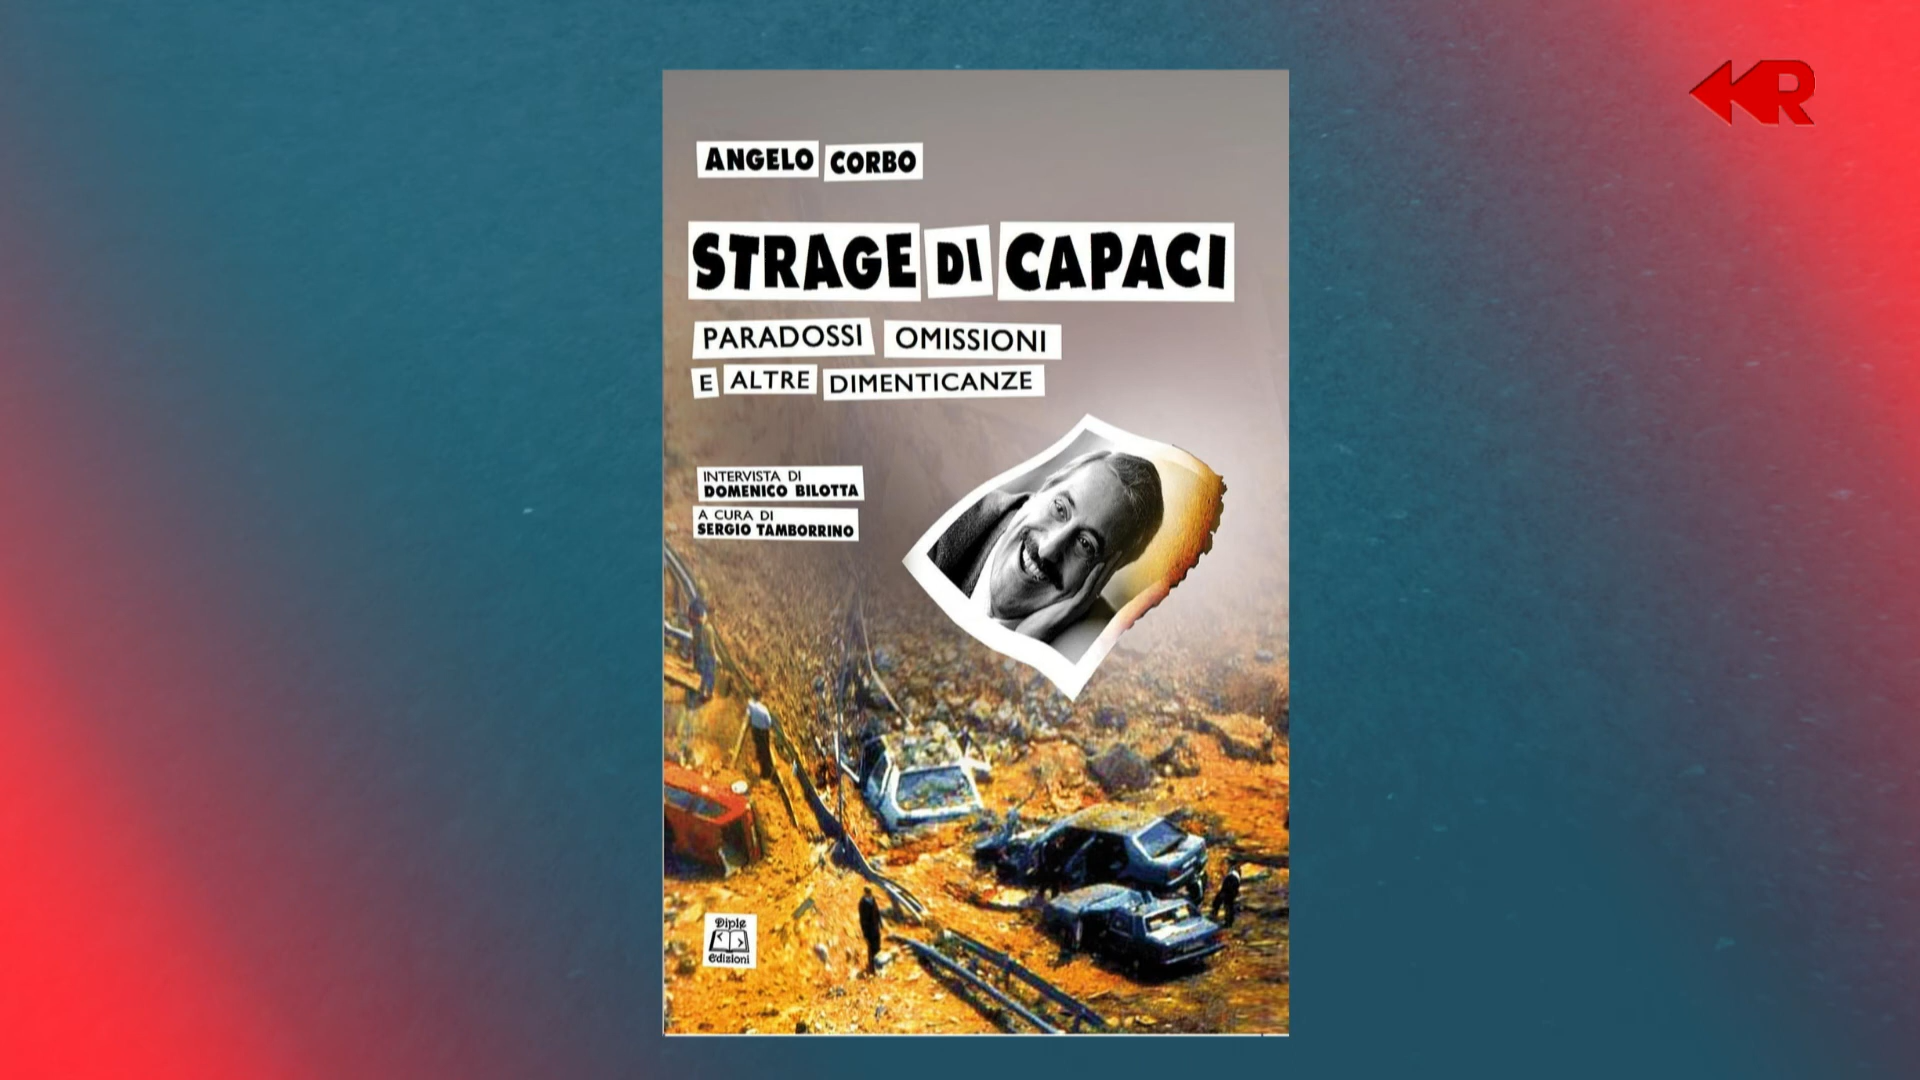 ANGELO CORBO
STRAGE DI CAPACI
PARADOSSI OMISSIONI
E ALTRE DIMENTICANZE
INTERVISTA DI
DOMENICO BILOTTA
A CURA DI
SERGIO TAMBORRINO
Diple
edizioni
R